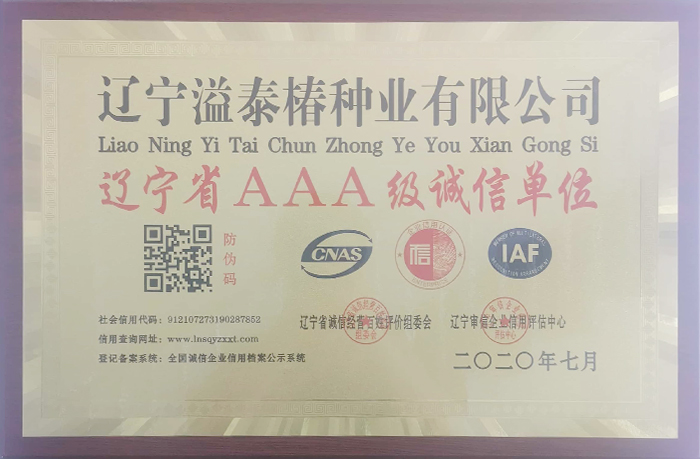 辽宁溢泰椿种业有限公司
Liao Ning Yi Tai Chun Zhong Ye You Xian Gong Si
辽宁省AAA级诚信单位
防伪码
CNAS
信
IAF
社会信用代码：912107273190287852
信用查询网址：www.lnsqyzxxt.com
登记备案系统：全国诚信企业信用档案公示系统
辽宁省诚信经营百姓评价组委会
辽宁审信企业信用评估中心
二〇二〇年七月